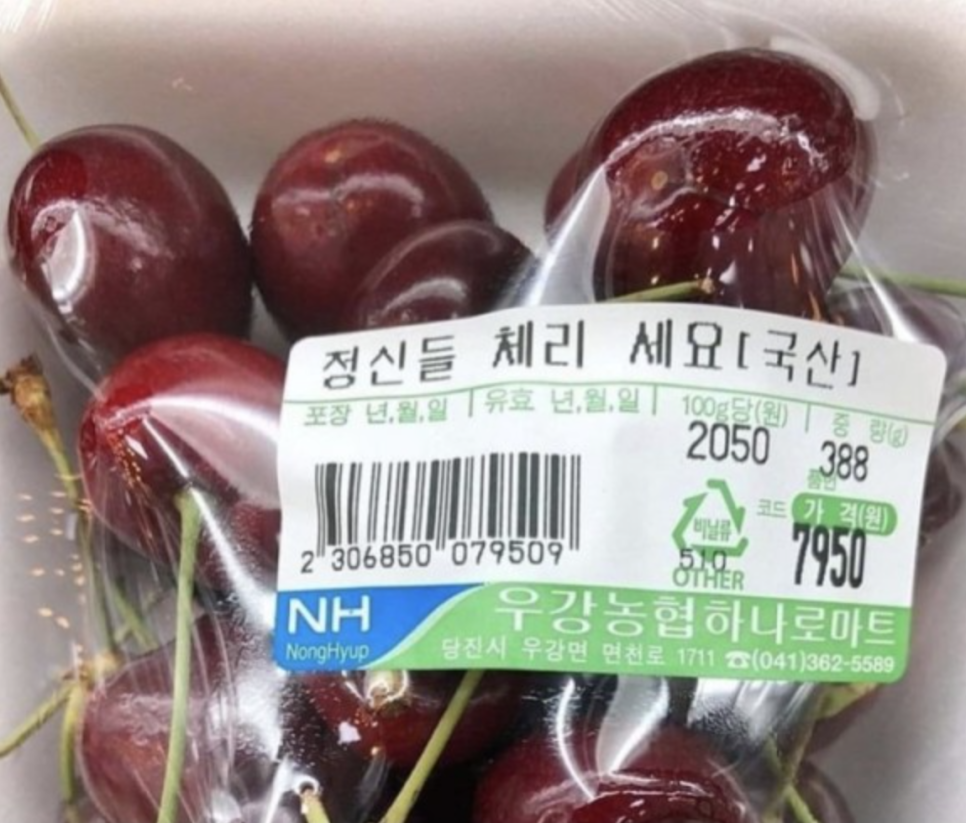 정신들 체리 세요[국산]
포장 년,월,일 유효 년,월,일 100g당(원) 중 량(g)
2050 388
비닐류 코드 가 격(원)
510 7950
OTHER
2 306850 079509
NH 우강농협하나로마트
NongHyup 당진시 우강면 면천로 1711 ☎(041)362-5589